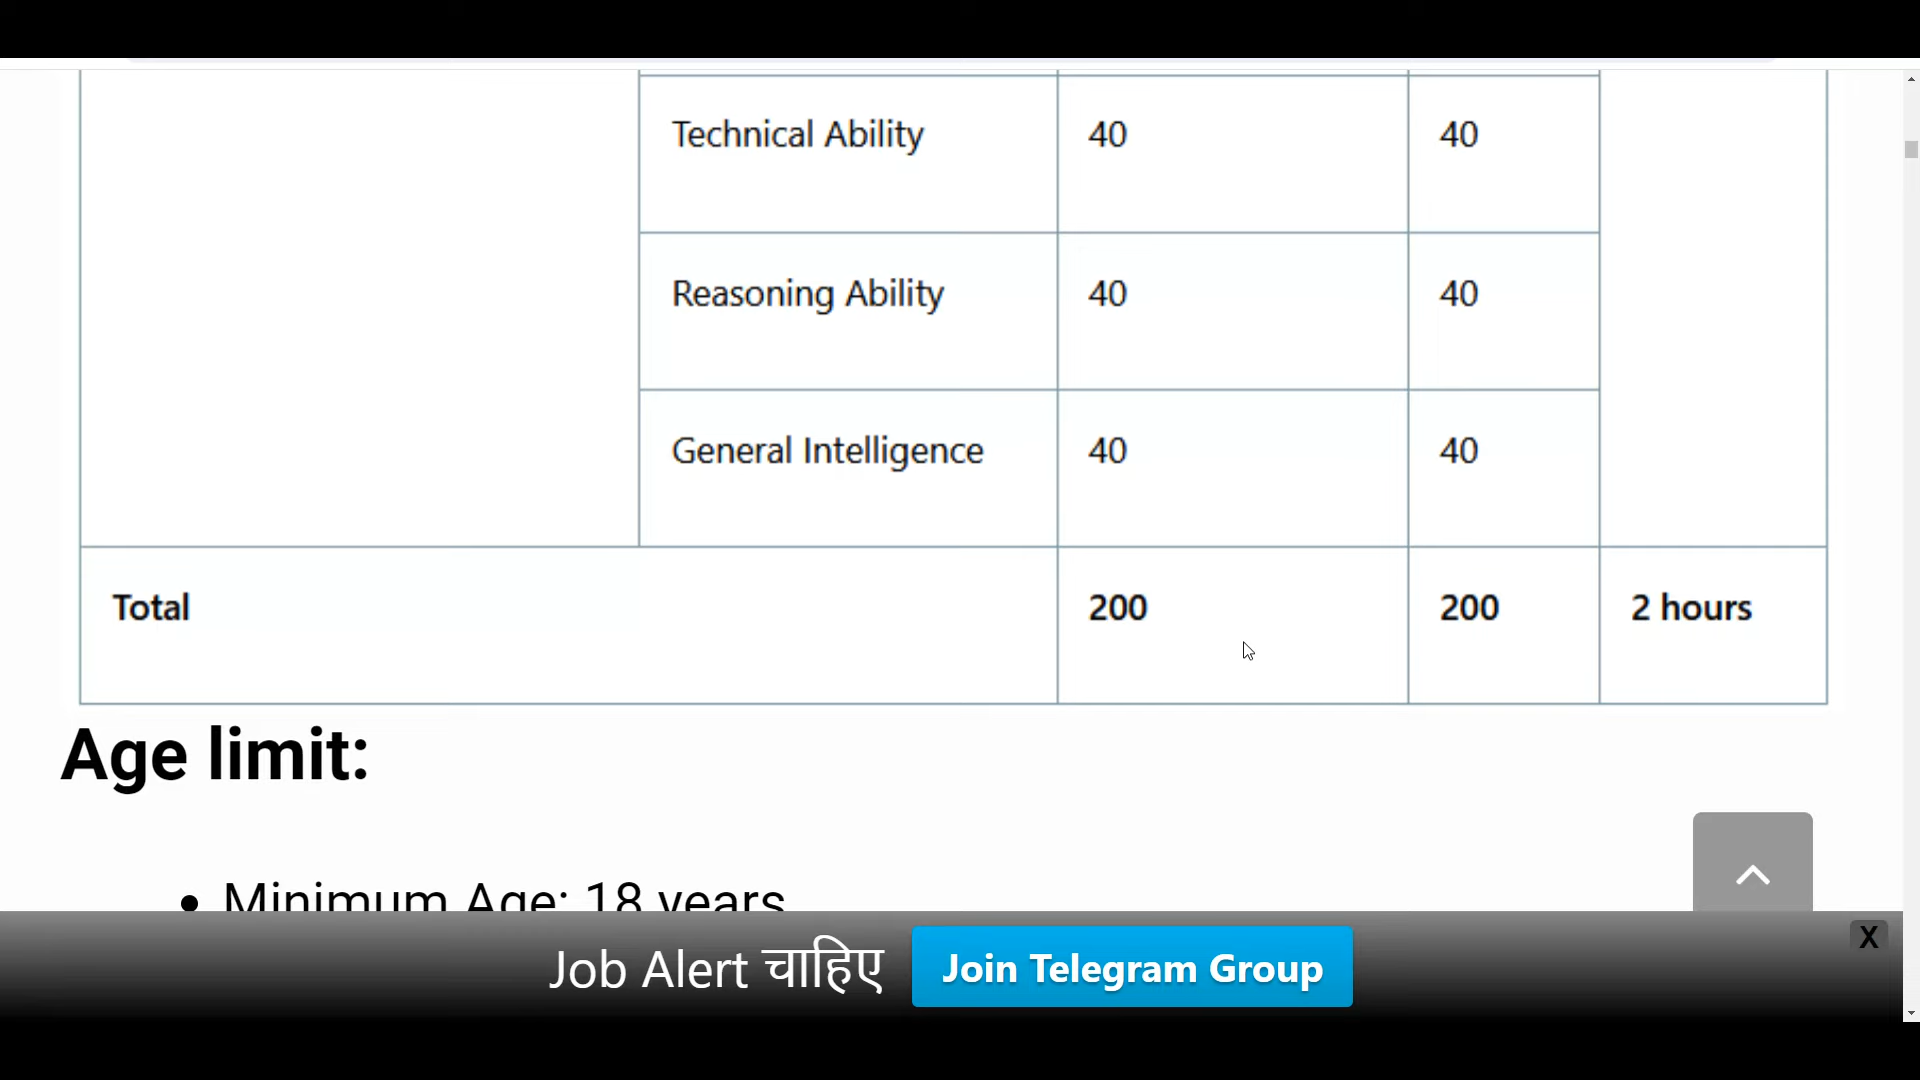 Technical Ability 40 40
Reasoning Ability 40 40
General Intelligence 40 40
Total 200 200 2 hours
Age limit:
• Minimum Age: 18 years
Job Alert चाहिए Join Telegram Group
X